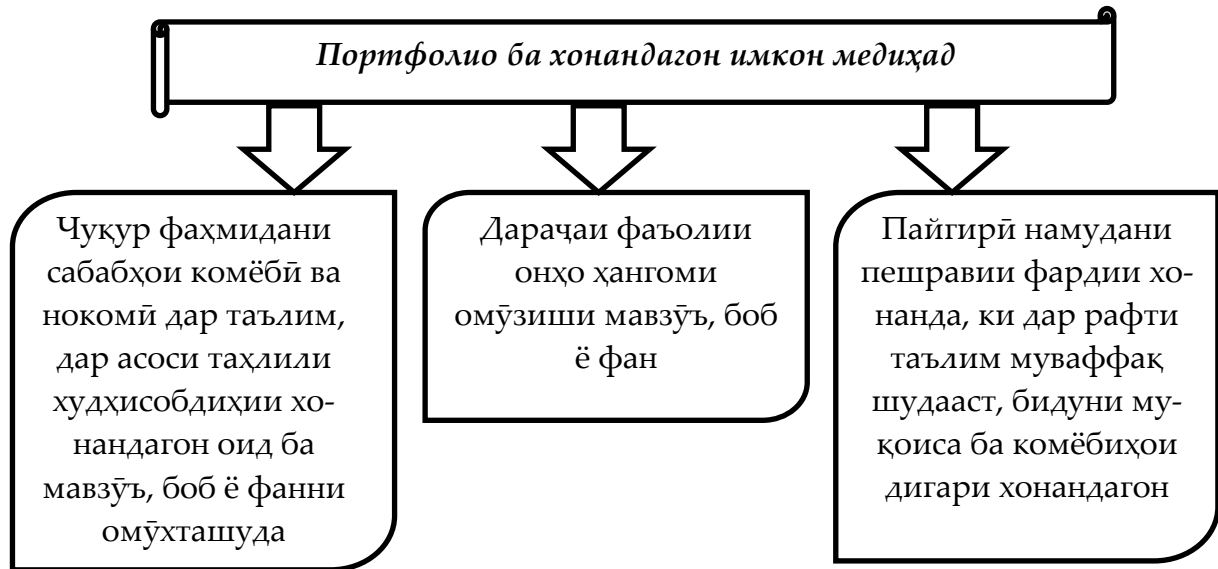 Портфолио ба хонандагон имкон медиҳад
Чуқур фаҳмидани
сабабҳои комёбӣ ва
нокомӣ дар таълим,
дар асоси таҳлили
худҳисобдиҳии хо-
нандагон оид ба
мавзӯъ, боб ё фанни
омӯхташуда
Дараҷаи фаъолии
онҳо ҳангоми
омӯзиши мавзӯъ, боб
ё фан
Пайгирӣ намудани
пешравии фардии хо-
нанда, ки дар рафти
таълим муваффақ
шудааст, бидуни му-
қоиса ба комёбиҳои
дигари хонандагон